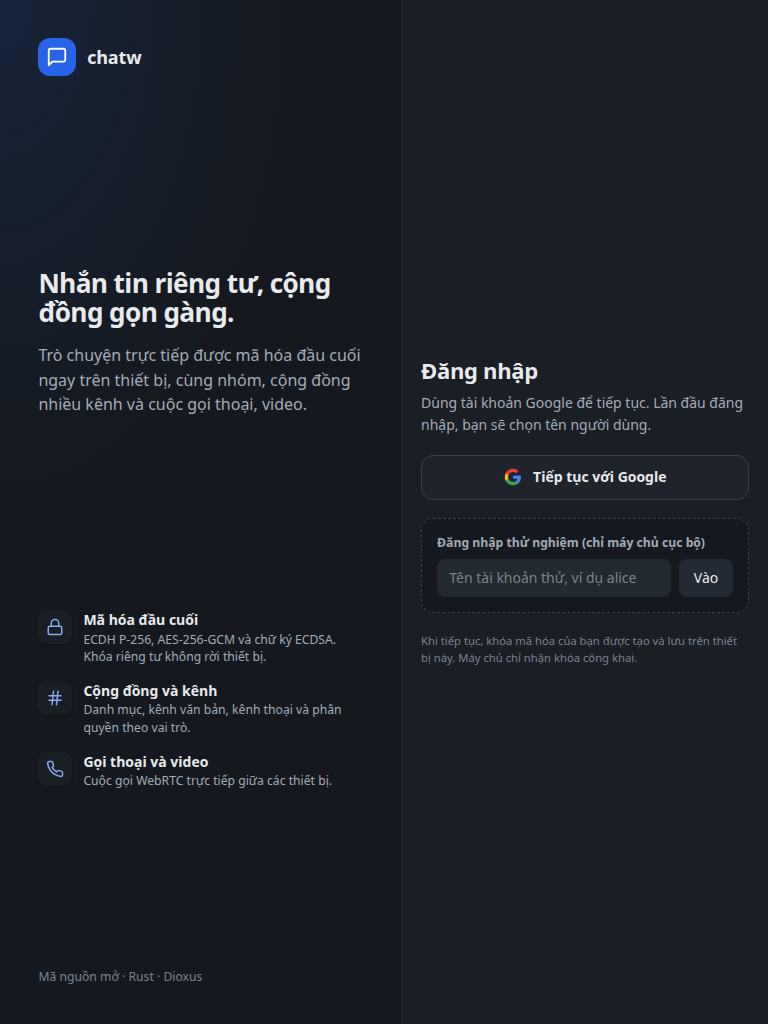 chatw
Nhắn tin riêng tư, cộng
đồng gọn gàng.
Trò chuyện trực tiếp được mã hóa đầu cuối
ngay trên thiết bị, cùng nhóm, cộng đồng
nhiều kênh và cuộc gọi thoại, video.
Mã hóa đầu cuối
ECDH P-256, AES-256-GCM và chữ ký ECDSA.
Khóa riêng tư không rời thiết bị.
Cộng đồng và kênh
Danh mục, kênh văn bản, kênh thoại và phân
quyền theo vai trò.
Gọi thoại và video
Cuộc gọi WebRTC trực tiếp giữa các thiết bị.
Mã nguồn mở · Rust · Dioxus
Đăng nhập
Dùng tài khoản Google để tiếp tục. Lần đầu đăng
nhập, bạn sẽ chọn tên người dùng.
Tiếp tục với Google
Đăng nhập thử nghiệm (chỉ máy chủ cục bộ)
Tên tài khoản thử, ví dụ alice
Vào
Khi tiếp tục, khóa mã hóa của bạn được tạo và lưu trên thiết
bị này. Máy chủ chỉ nhận khóa công khai.